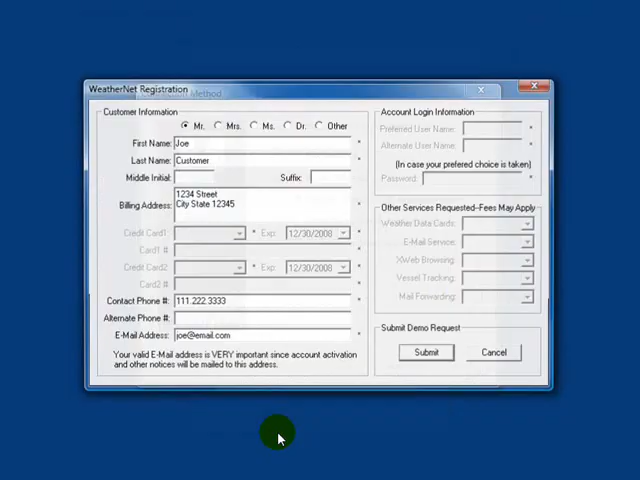 WeatherNet Registration
Method
Customer Information
Mr. Mrs. Ms. Dr. Other
First Name: Joe *
Last Name: Customer *
Middle Initial: Suffix:
Billing Address: 1234 Street
City State 12345 *
Credit Card1: * Exp: 12/30/2008
Card1 #
Credit Card2 Exp: 12/30/2008
Card2 #
Contact Phone #: 111.222.3333 *
Alternate Phone #:
E-Mail Address: joe@email.com *
Your valid E-Mail address is VERY important since account activation
and other notices will be mailed to this address.
Account Login Information
Preferred User Name: *
Alternate User Name: *
(In case your prefered choice is taken)
Password: *
Other Services Requested--Fees May Apply
Weather Data Cards:
E-Mail Service:
XWeb Browsing:
Vessel Tracking:
Mail Forwarding:
Submit Demo Request
Submit Cancel